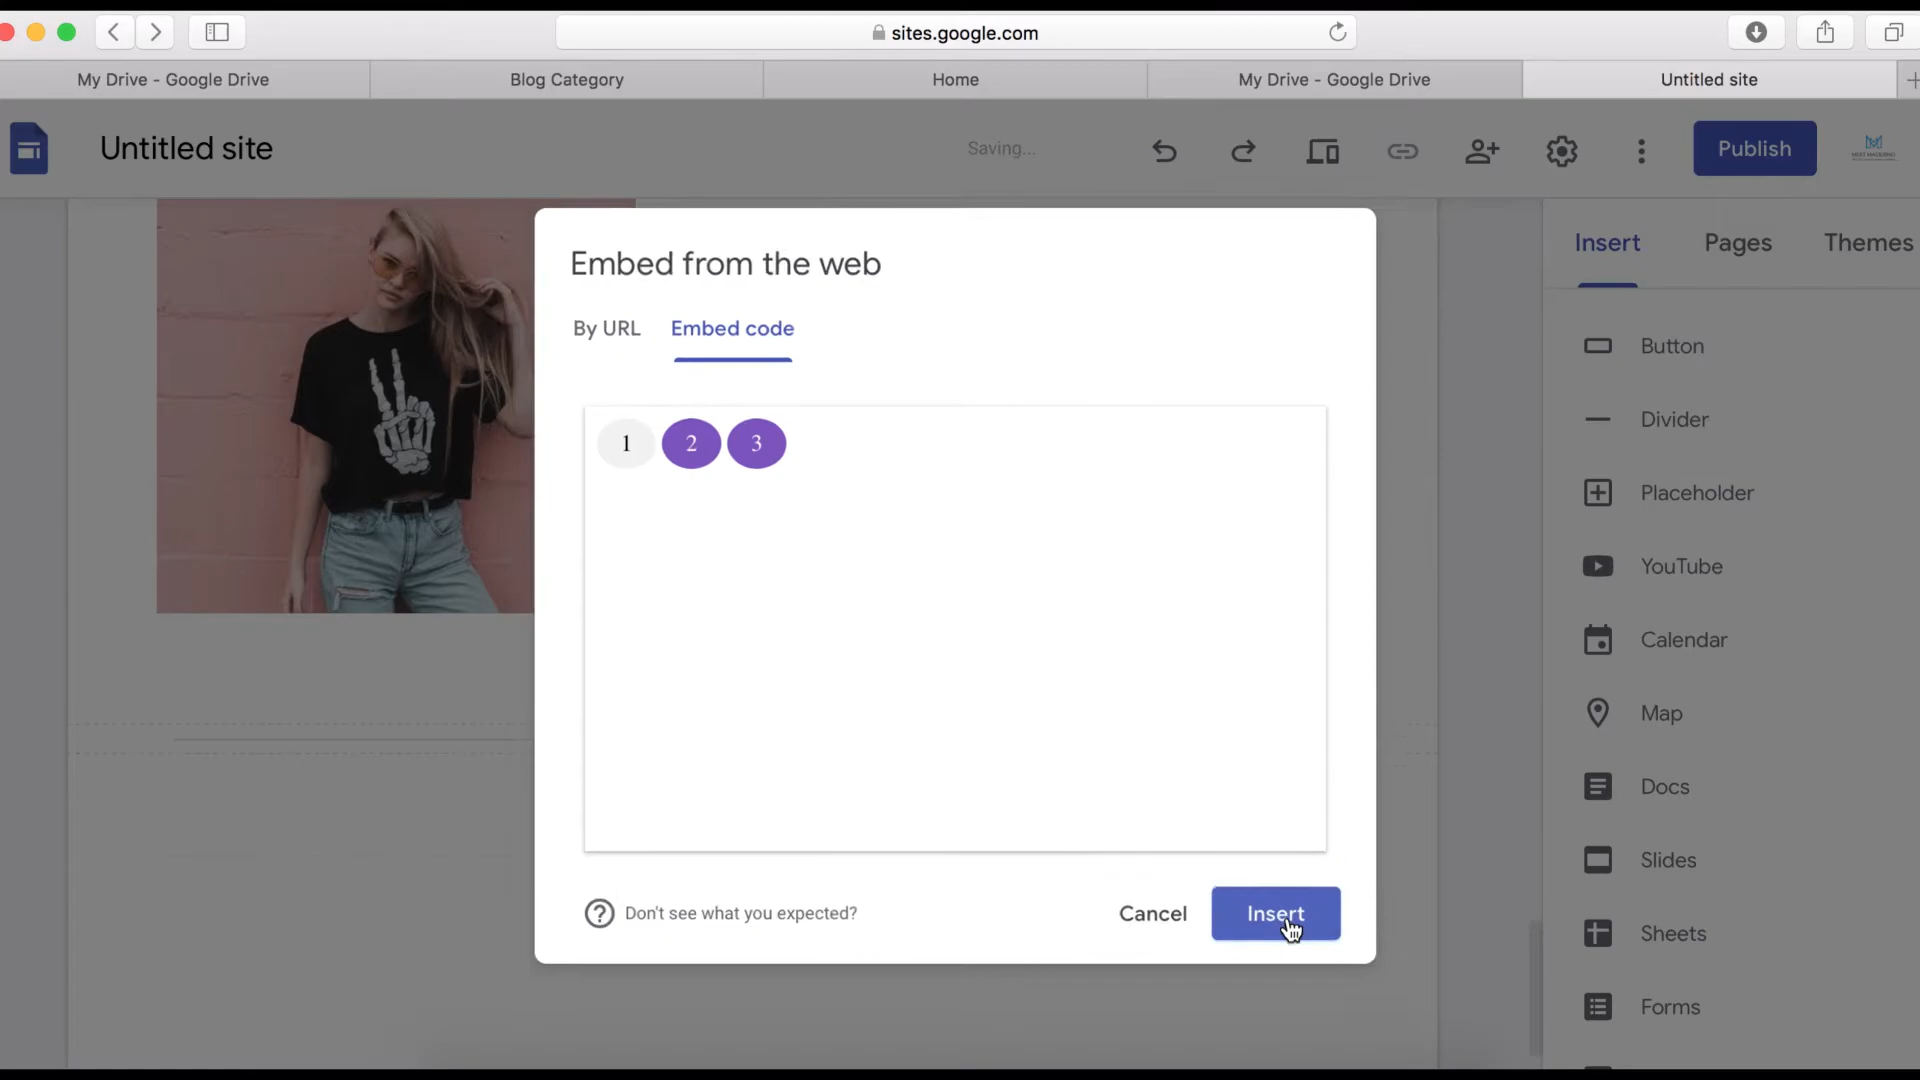 sites.google.com
My Drive - Google Drive
Blog Category
Home
My Drive - Google Drive
Untitled site
Untitled site
Saving...
Publish
Insert
Pages
Themes
Embed from the web
By URL
Embed code
1 2 3
Don't see what you expected?
Cancel
Insert
Button
Divider
Placeholder
YouTube
Calendar
Map
Docs
Slides
Sheets
Forms